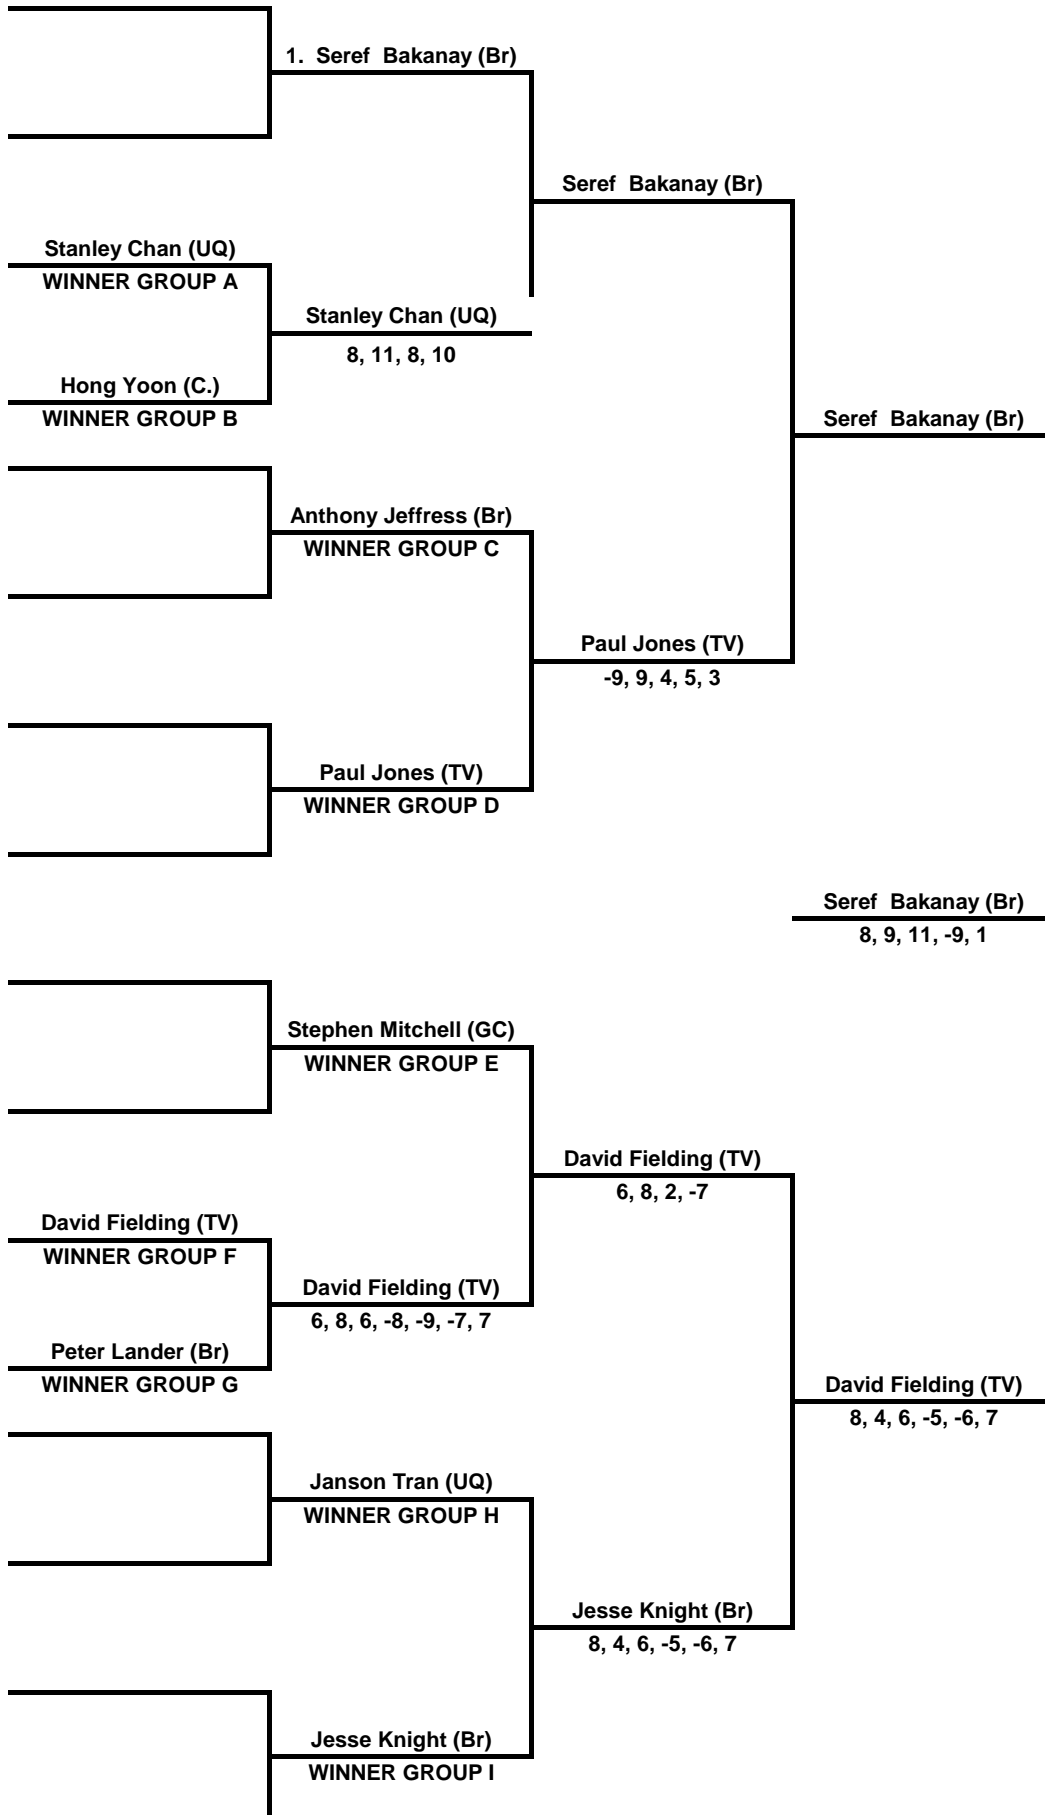 1.  Seref  Bakanay (Br)
Seref  Bakanay (Br)
Stanley Chan (UQ)
WINNER GROUP A
Stanley Chan (UQ)
8, 11, 8, 10
Hong Yoon (C.)
WINNER GROUP B
Seref  Bakanay (Br)
Anthony Jeffress (Br)
WINNER GROUP C
Paul Jones (TV)
-9, 9, 4, 5, 3
Paul Jones (TV)
WINNER GROUP D
Seref  Bakanay (Br)
8, 9, 11, -9, 1
Stephen Mitchell (GC)
WINNER GROUP E
David Fielding (TV)
6, 8, 2, -7
David Fielding (TV)
WINNER GROUP F
David Fielding (TV)
6, 8, 6, -8, -9, -7, 7
Peter Lander (Br)
WINNER GROUP G
David Fielding (TV)
8, 4, 6, -5, -6, 7
Janson Tran (UQ)
WINNER GROUP H
Jesse Knight (Br)
8, 4, 6, -5, -6, 7
Jesse Knight (Br)
WINNER GROUP I